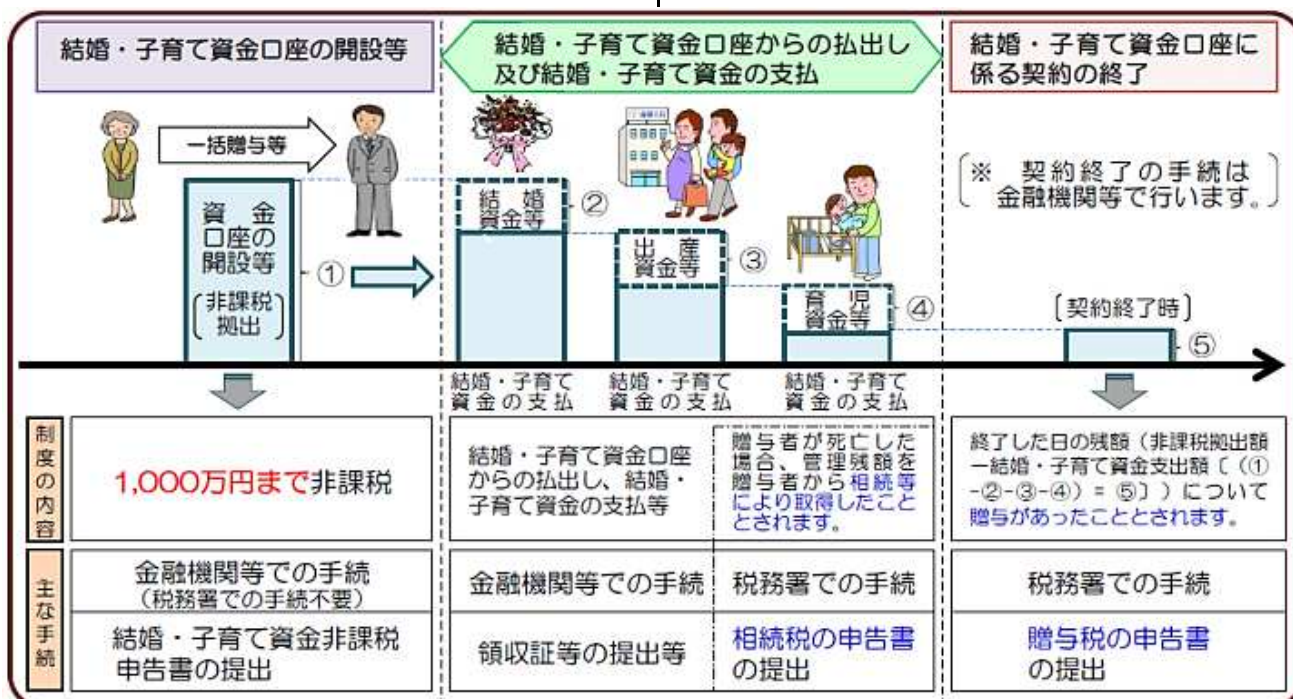 結婚・子育て資金口座の開設等
結婚・子育て資金口座からの払出し
及び結婚・子育て資金の支払
結婚・子育て資金口座に
係る契約の終了
一括贈与等
※ 契約終了の手続は
金融機関等で行います。
資金
口座の
開設等
非課税
拠出
①
結婚
資金等
②
出産
資金等
③
育児
資金等
④
〔契約終了時〕
⑤
結婚・子育て
資金の支払
結婚・子育て
資金の支払
結婚・子育て
資金の支払
制度の内容
1,000万円まで非課税
結婚・子育て資金口座
からの払出し、結婚・
子育て資金の支払等
贈与者が死亡した
場合、管理残額を
贈与者から相続等
により取得したこと
とされます。
終了した日の残額（非課税拠出額
－結婚・子育て資金支出額〔（①
-②-③-④）= ⑤〕）について
贈与があったこととされます。
主な手続
金融機関等での手続
（税務署での手続不要）
金融機関等での手続
税務署での手続
税務署での手続
結婚・子育て資金非課税
申告書の提出
領収証等の提出等
相続税の申告書
の提出
贈与税の申告書
の提出